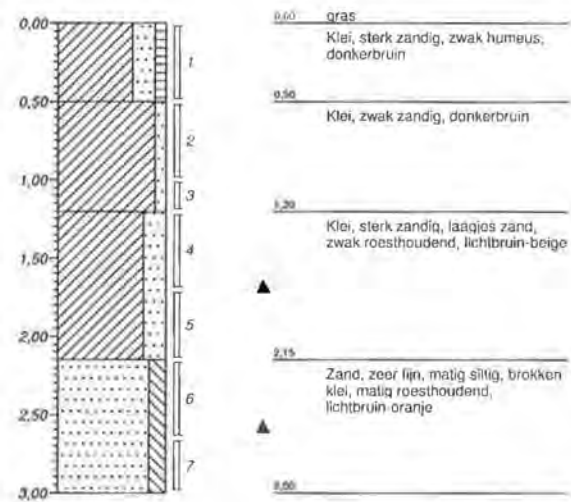 0,00
0,50
1,00
1,50
2,00
2,50
3,00
1
2
3
4
5
6
7
0,00 gras
Klei, sterk zandig, zwak humeus,
donkerbruin
0,50
Klei, zwak zandig, donkerbruin
1,20
Klei, sterk zandig, laagjes zand,
zwak roesthoudend, lichtbruin-beige
2,15
Zand, zeer fijn, matig siltig, brokken
klei, matig roesthoudend,
lichtbruin-oranje
3,00